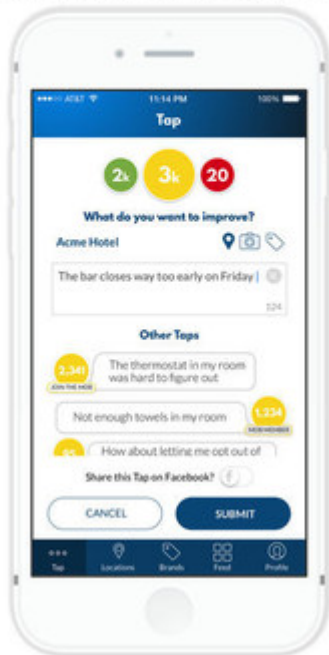 AT&T 11:14 PM 100%
Tap
2k 3k 20
What do you want to improve?
Acme Hotel
The bar closes way too early on Friday
124
Other Taps
2,341
JOIN THE MOB
The thermostat in my room
was hard to figure out
Not enough towels in my room
1,234
MOB MEMBER
How about letting me opt out of
Share this Tap on Facebook?
CANCEL SUBMIT
Tap Locations Brands Feed Profile